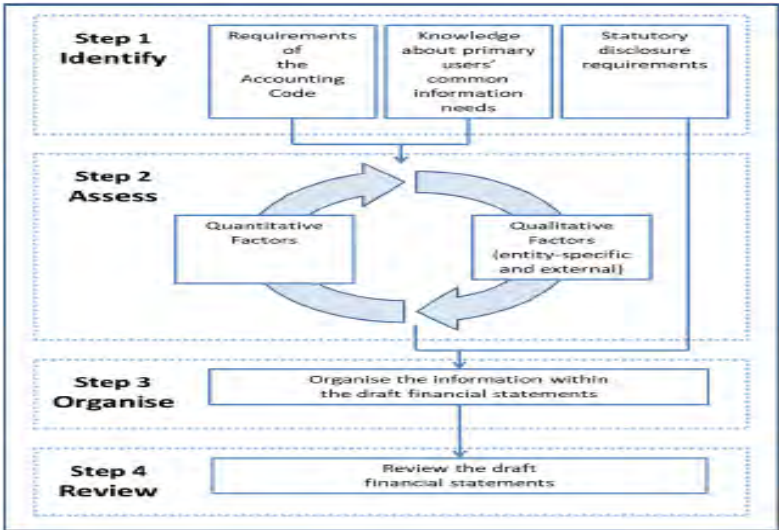 Step 1
Identify
Requirements
of
the
Accounting
Code
Knowledge
about primary
users'
common
information
needs
Statutory
disclosure
requirements
Step 2
Assess
Quantitative
Factors
Qualitative
Factors
(entity-specific
and external)
Step 3
Organise
Organise the information within
the draft financial statements
Step 4
Review
Review the draft
financial statements